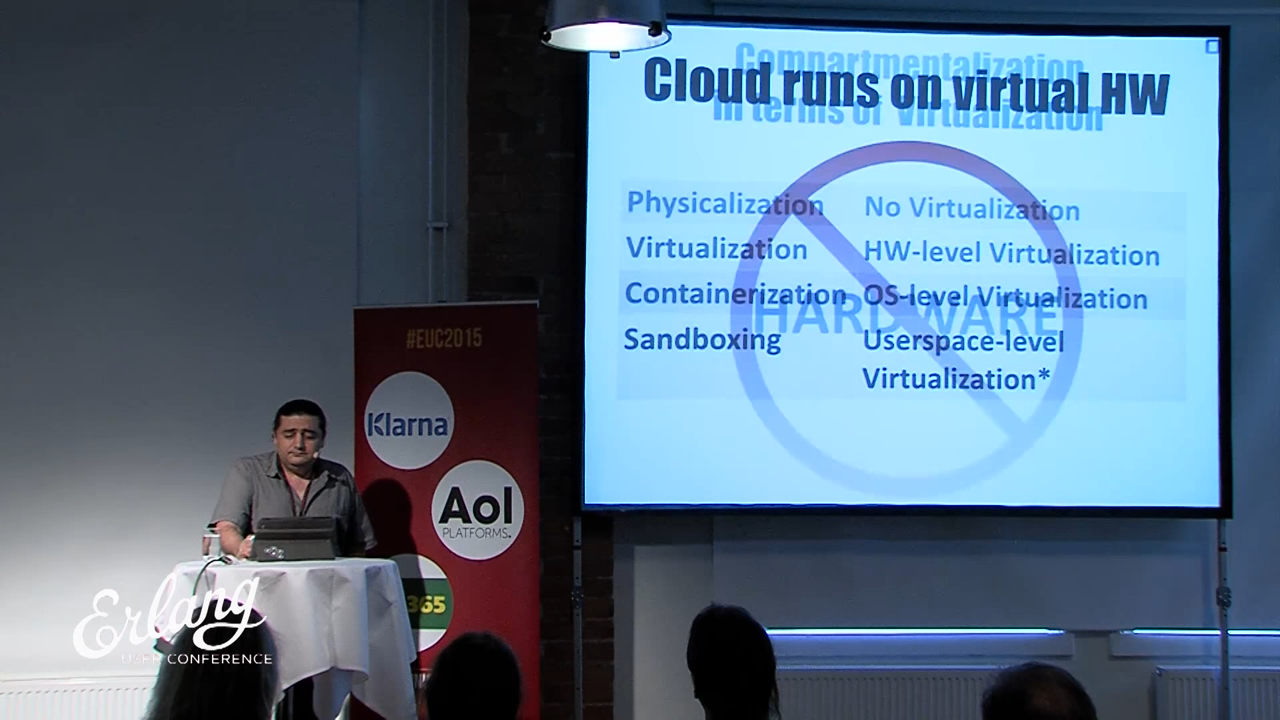 Compartmentalization
in terms of Virtualization
Cloud runs on virtual HW
Physicalization No Virtualization
Virtualization HW-level Virtualization
Containerization OS-level Virtualization
HARDWARE
Sandboxing Userspace-level
Virtualization*
#EUC2015
Klarna
Aol
PLATFORMS.
365
Erlang
USER CONFERENCE